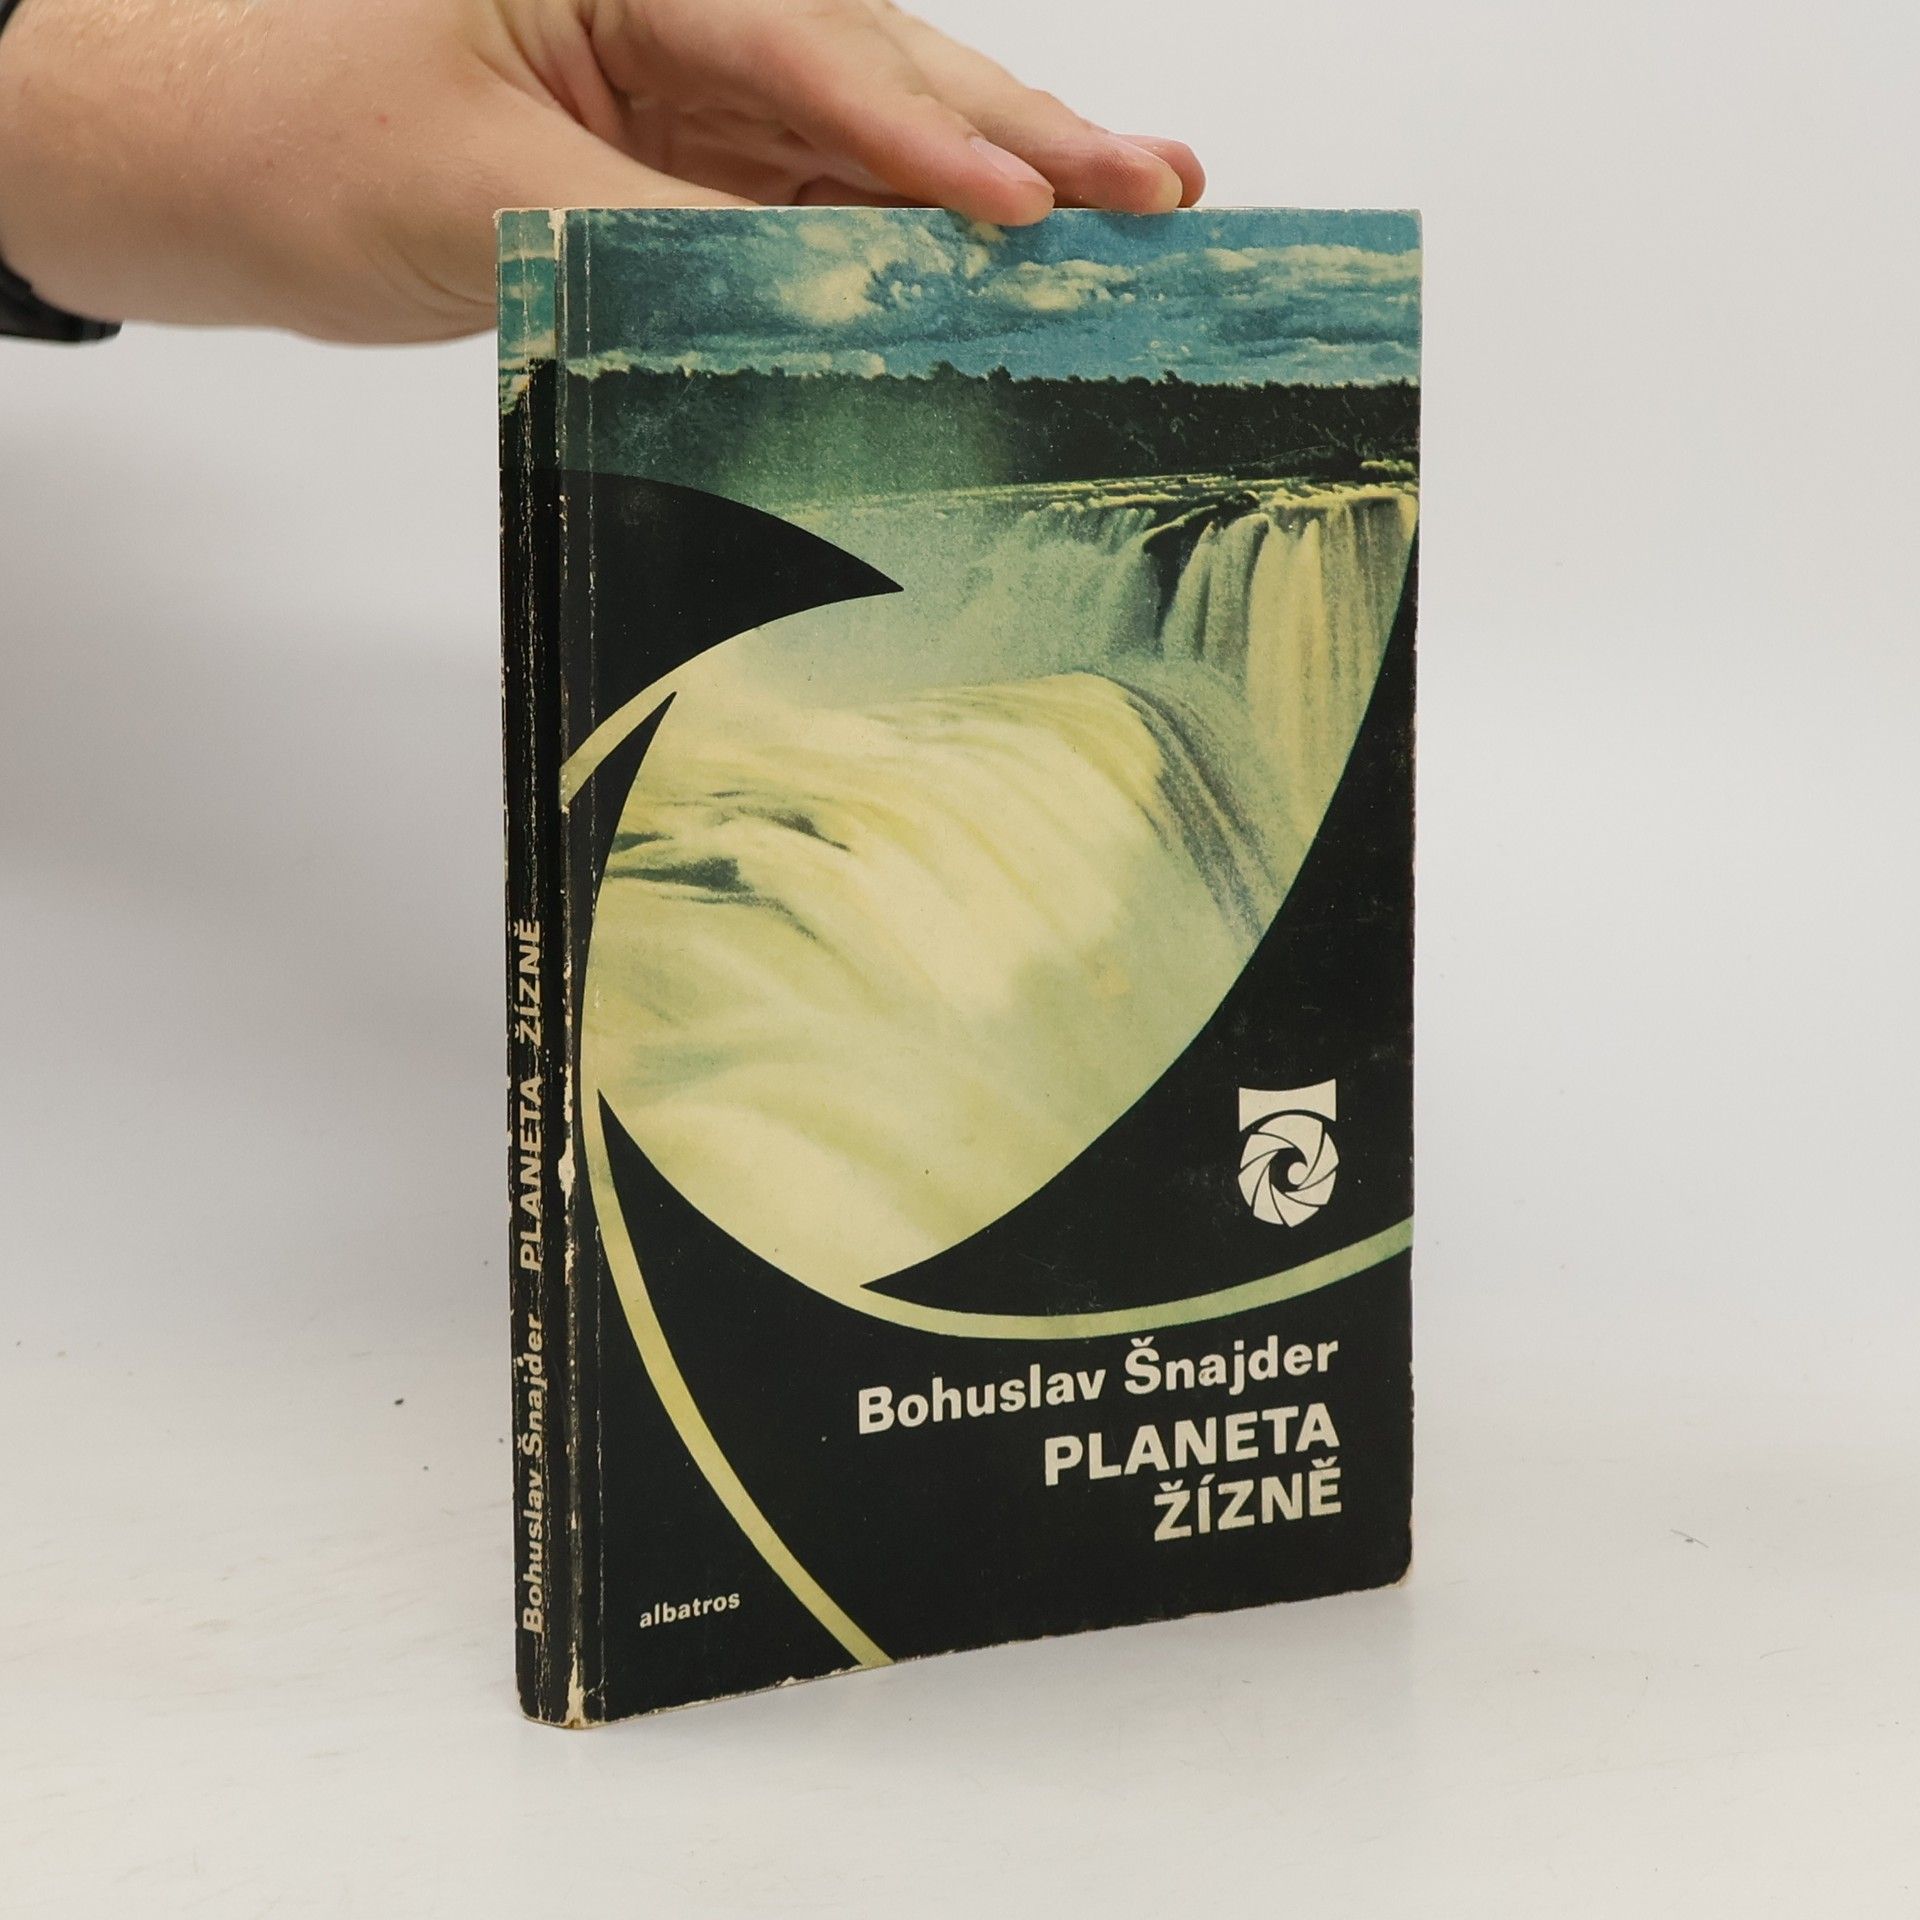 Bohuslav Šnajder
PLANETA
ŽÍZNĚ
albatros
Bohuslav Šnajder PLANETA ŽÍZNĚ